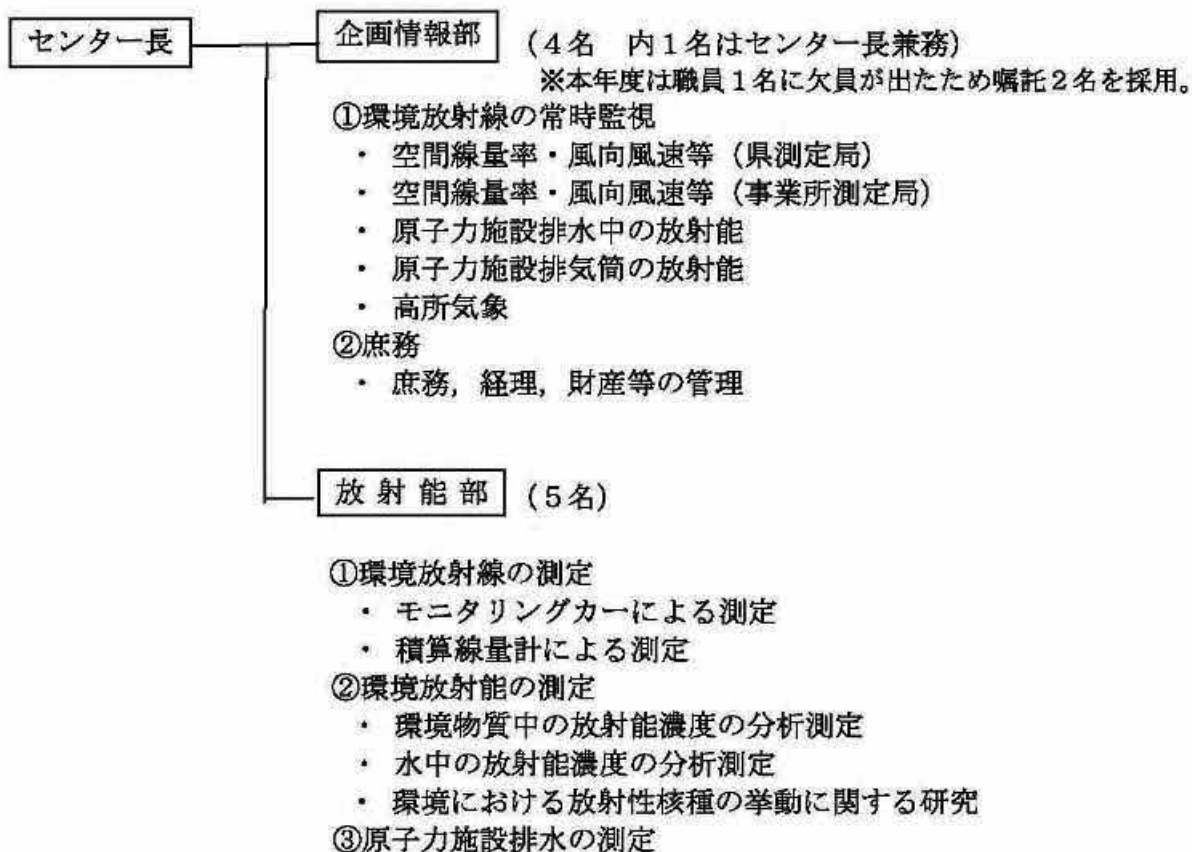 センター長
企画情報部 (4名 内1名はセンター長兼務)
※本年度は職員1名に欠員が出たため嘱託2名を採用。
①環境放射線の常時監視
・ 空間線量率・風向風速等(県測定局)
・ 空間線量率・風向風速等(事業所測定局)
・ 原子力施設排水中の放射能
・ 原子力施設排気筒の放射能
・ 高所気象
②庶務
・ 庶務,経理,財産等の管理
放射能部 (5名)
①環境放射線の測定
・ モニタリングカーによる測定
・ 積算線量計による測定
②環境放射能の測定
・ 環境物質中の放射能濃度の分析測定
・ 水中の放射能濃度の分析測定
・ 環境における放射性核種の挙動に関する研究
③原子力施設排水の測定